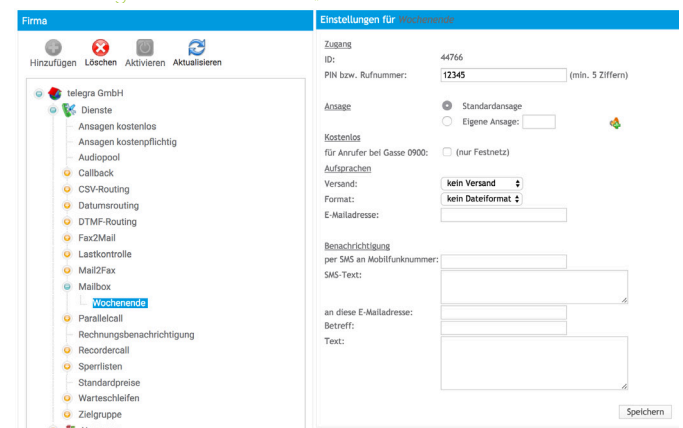 Firma
Hinzufügen Löschen Aktivieren Aktualisieren
telegra GmbH
Dienste
Ansagen kostenlos
Ansagen kostenpflichtig
Audiopool
Callback
CSV-Routing
Datumsrouting
DTMF-Routing
Fax2Mail
Lastkontrolle
Mail2Fax
Mailbox
Wochenende
Parallelcall
Rechnungsbenachrichtigung
Recordercall
Sperrlisten
Standardpreise
Warteschleifen
Zielgruppe
Einstellungen für Wochenende
Zugang
ID: 44766
PIN bzw. Rufnummer: 12345 (min. 5 Ziffern)
Ansage Standardansage
Eigene Ansage:
Kostenlos
für Anrufer bei Gasse 0900: (nur Festnetz)
Aufsprachen
Versand: kein Versand
Format: kein Dateiformat
E-Mailadresse:
Benachrichtigung
per SMS an Mobilfunknummer:
SMS-Text:
an diese E-Mailadresse:
Betreff:
Text:
Speichern